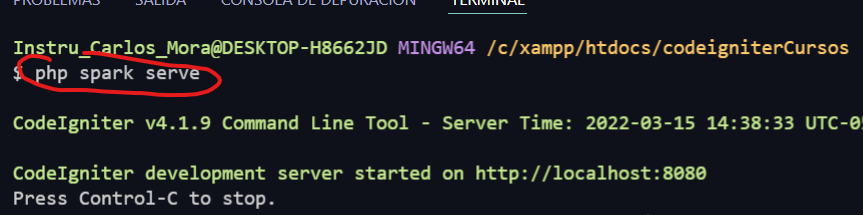 PROBLEMAS SALIDA CONSOLA DE DEPURACIÓN TERMINAL
Instru_Carlos_Mora@DESKTOP-H8662JD MINGW64 /c/xampp/htdocs/codeigniterCursos
$ php spark serve
CodeIgniter v4.1.9 Command Line Tool - Server Time: 2022-03-15 14:38:33 UTC-05
CodeIgniter development server started on http://localhost:8080
Press Control-C to stop.